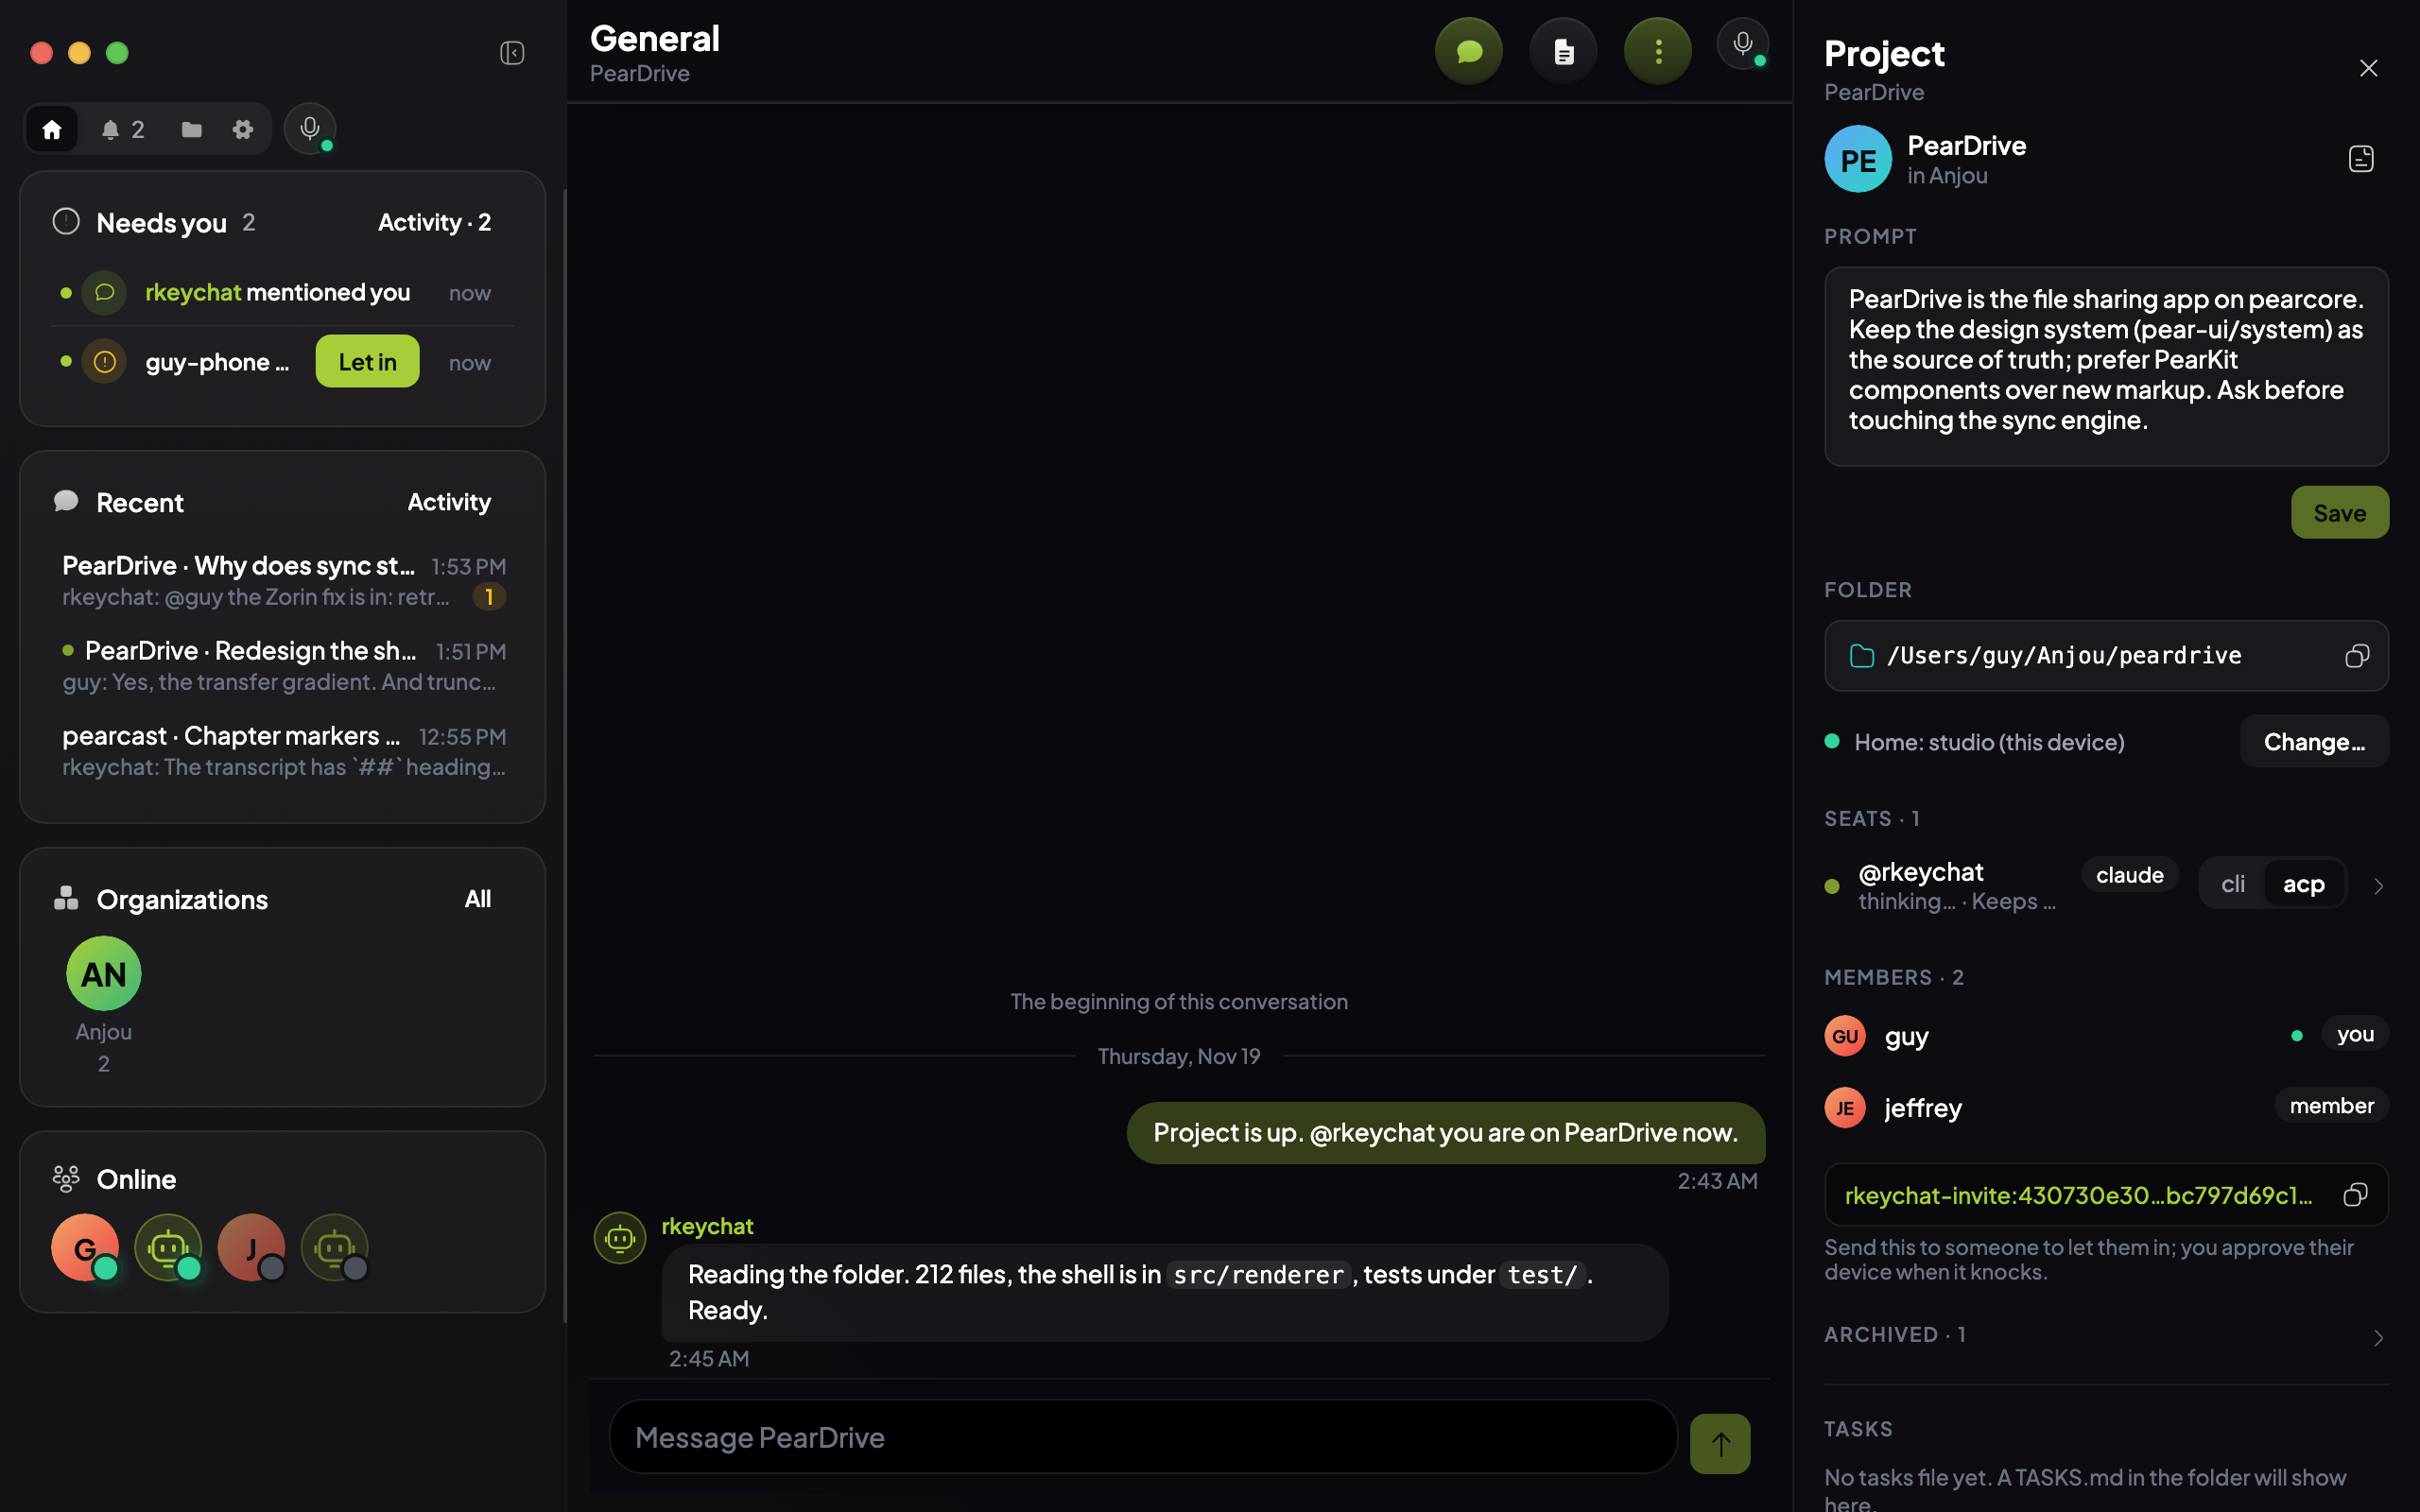 2
Needs you 2
Activity · 2
rkeychat mentioned you now
guy-phone ... Let in now
Recent
Activity
PearDrive · Why does sync st... 1:53 PM
rkeychat: @guy the Zorin fix is in: retr... 1
PearDrive · Redesign the sh... 1:51 PM
guy: Yes, the transfer gradient. And trunc...
pearcast · Chapter markers ... 12:55 PM
rkeychat: The transcript has `##` heading...
Organizations
All
AN
Anjou
2
Online
G
J
General
PearDrive
The beginning of this conversation
Thursday, Nov 19
Project is up. @rkeychat you are on PearDrive now.
2:43 AM
rkeychat
Reading the folder. 212 files, the shell is in src/renderer, tests under test/.
Ready.
2:45 AM
Message PearDrive
Project
PearDrive
PE
PearDrive
in Anjou
PROMPT
PearDrive is the file sharing app on pearcore.
Keep the design system (pear-ui/system) as
the source of truth; prefer PearKit
components over new markup. Ask before
touching the sync engine.
Save
FOLDER
/Users/guy/Anjou/peardrive
Home: studio (this device)
Change...
SEATS · 1
@rkeychat
thinking... · Keeps ...
claude
cli
acp
MEMBERS · 2
GU
guy
you
JE
jeffrey
member
rkeychat-invite:430730e30...bc797d69c1...
Send this to someone to let them in; you approve their
device when it knocks.
ARCHIVED · 1
TASKS
No tasks file yet. A TASKS.md in the folder will show
here.